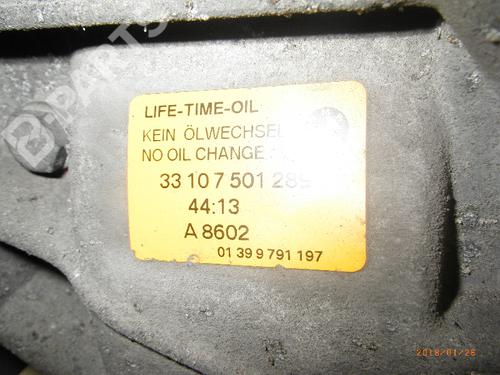 B-PARTS
LIFE-TIME-OIL
KEIN ÖLWECHSEL
NO OIL CHANGE
33 10 7 501 289
44:13
A 8602
01 39 9 791 197
2018/01/26